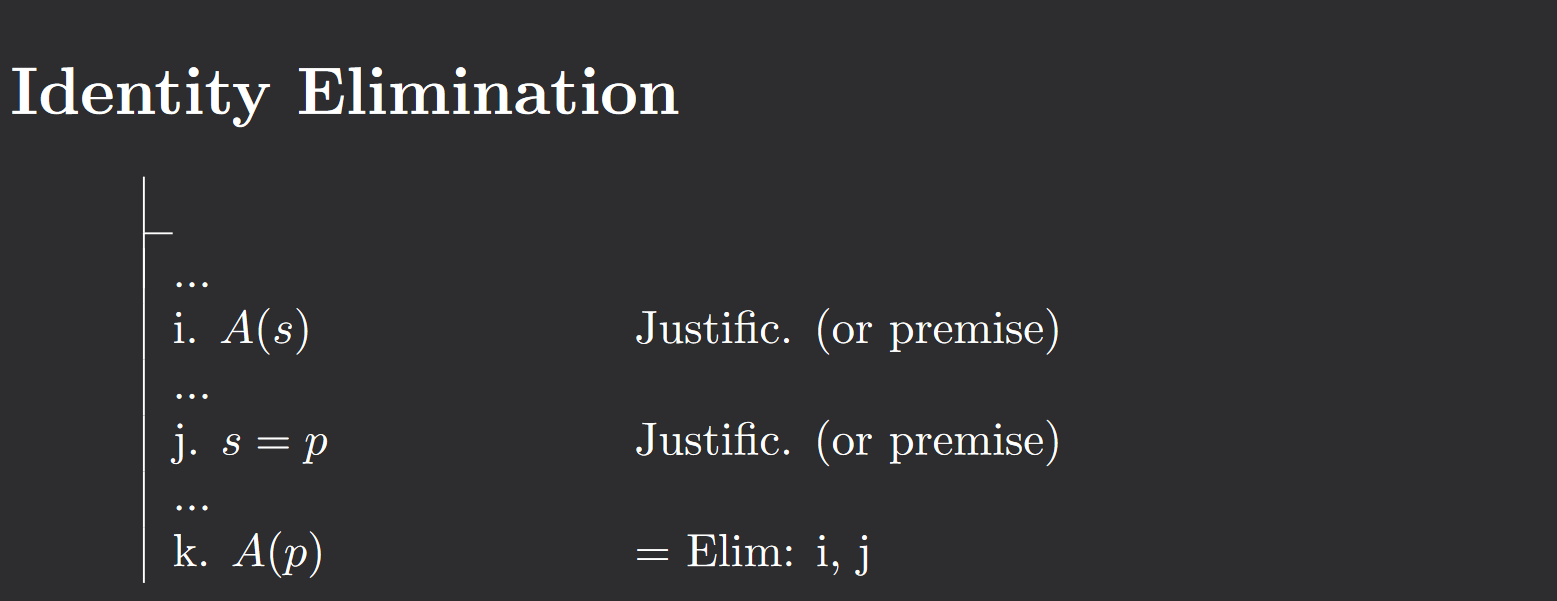 Identity Elimination
...
i. A(s) Justific. (or premise)
...
j. s = p Justific. (or premise)
...
k. A(p) = Elim: i, j